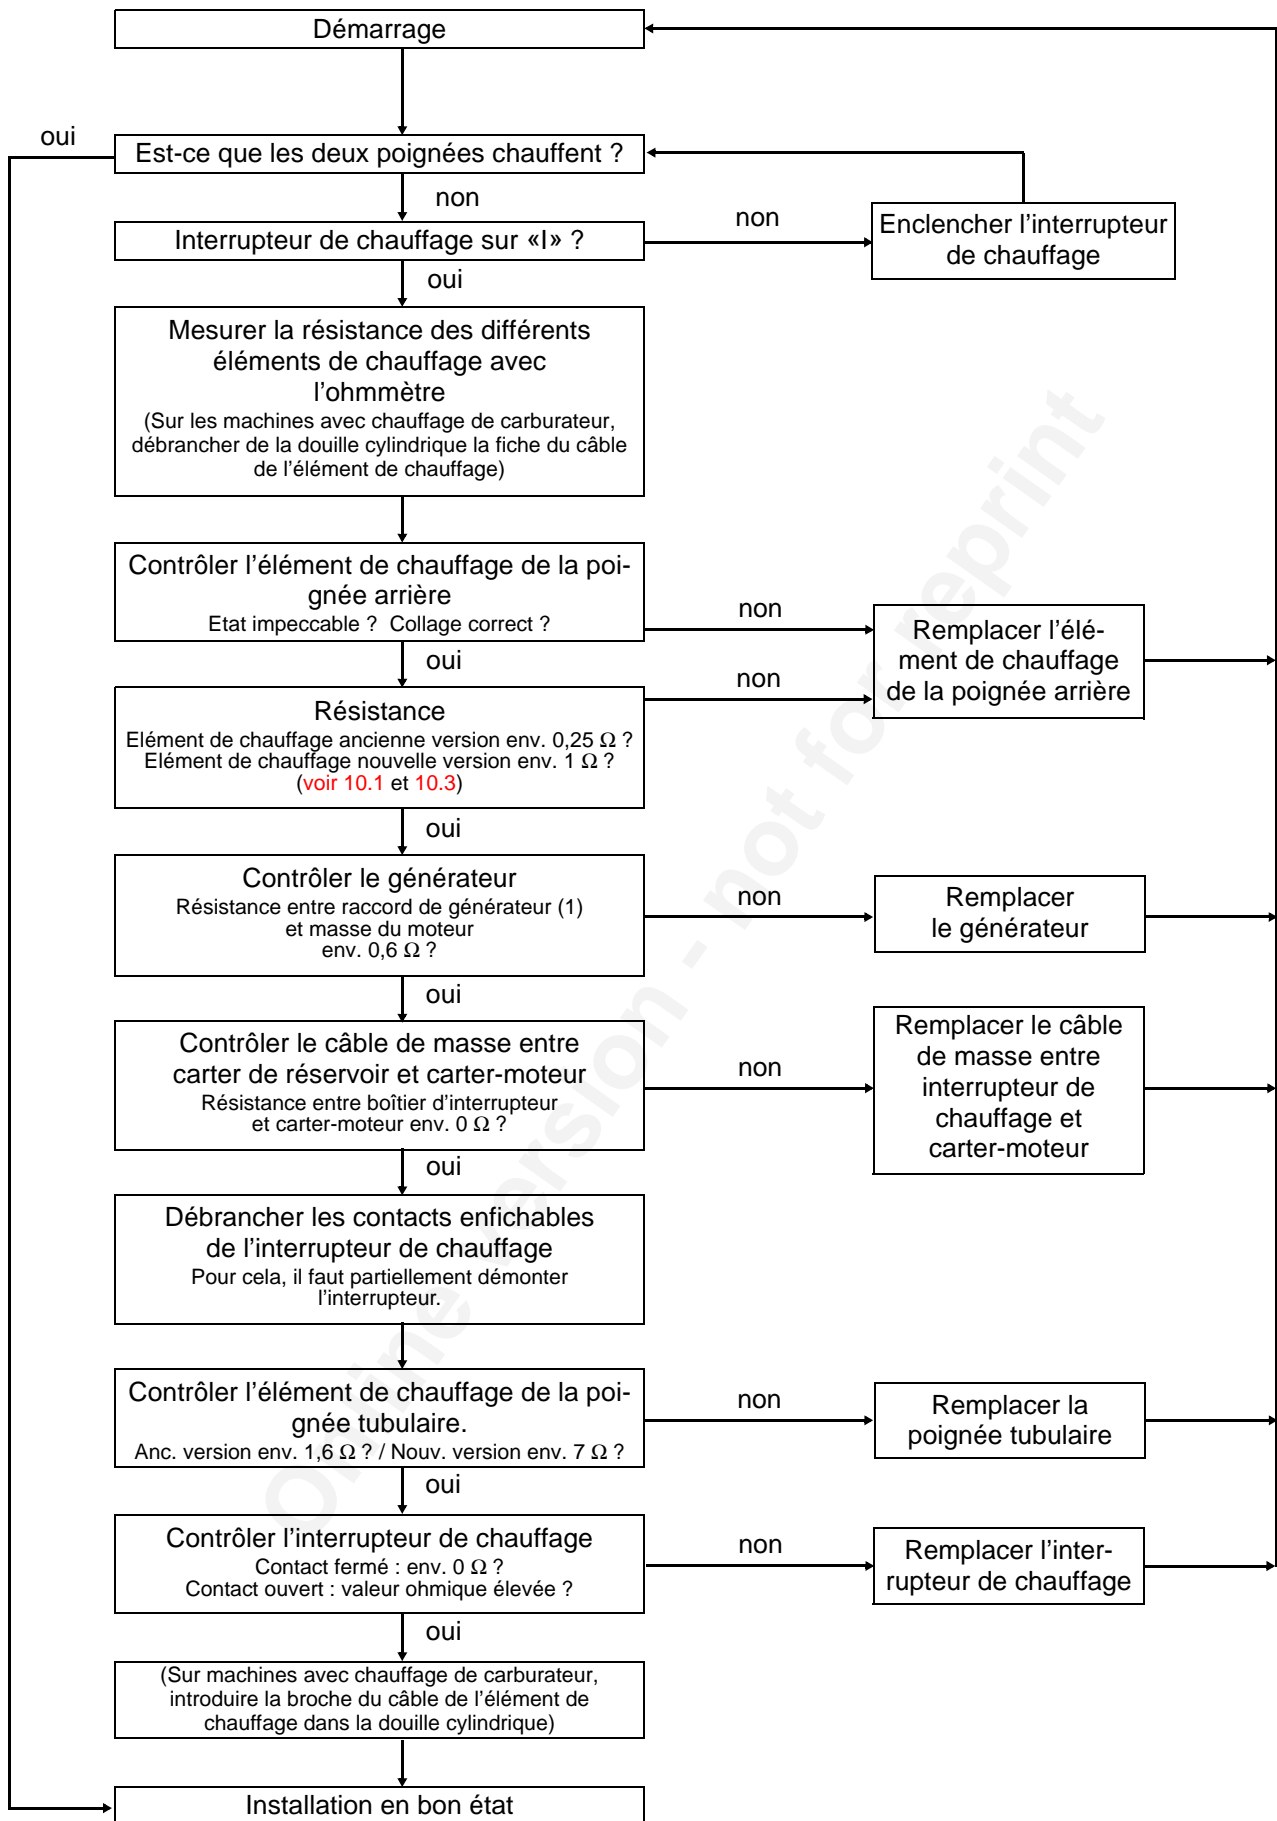 Démarrage
oui
Est-ce que les deux poignées chauffent ?
non
Interrupteur de chauffage sur «I» ?
non
Enclencher l’interrupteur
de chauffage
oui
Mesurer la résistance des différents
éléments de chauffage avec
l’ohmmètre
(Sur les machines avec chauffage de carburateur,
débrancher de la douille cylindrique la fiche du câble
de l’élément de chauffage)
Contrôler l’élément de chauffage de la poi-
gnée arrière
Etat impeccable ? Collage correct ?
non
Remplacer l’élé-
ment de chauffage
de la poignée arrière
oui
non
Résistance
Elément de chauffage ancienne version env. 0,25 Ω ?
Elément de chauffage nouvelle version env. 1 Ω ?
(voir 10.1 et 10.3)
oui
Contrôler le générateur
Résistance entre raccord de générateur (1)
et masse du moteur
env. 0,6 Ω ?
non
Remplacer
le générateur
oui
Contrôler le câble de masse entre
carter de réservoir et carter-moteur
Résistance entre boîtier d’interrupteur
et carter-moteur env. 0 Ω ?
non
Remplacer le câble
de masse entre
interrupteur de
chauffage et
carter-moteur
oui
Débrancher les contacts enfichables
de l’interrupteur de chauffage
Pour cela, il faut partiellement démonter
l’interrupteur.
Contrôler l’élément de chauffage de la poi-
gnée tubulaire.
Anc. version env. 1,6 Ω ? / Nouv. version env. 7 Ω ?
non
Remplacer la
poignée tubulaire
oui
Contrôler l’interrupteur de chauffage
Contact fermé : env. 0 Ω ?
Contact ouvert : valeur ohmique élevée ?
non
Remplacer l’inter-
rupteur de chauffage
oui
(Sur machines avec chauffage de carburateur,
introduire la broche du câble de l’élément de
chauffage dans la douille cylindrique)
Installation en bon état
Online version - not for reprint